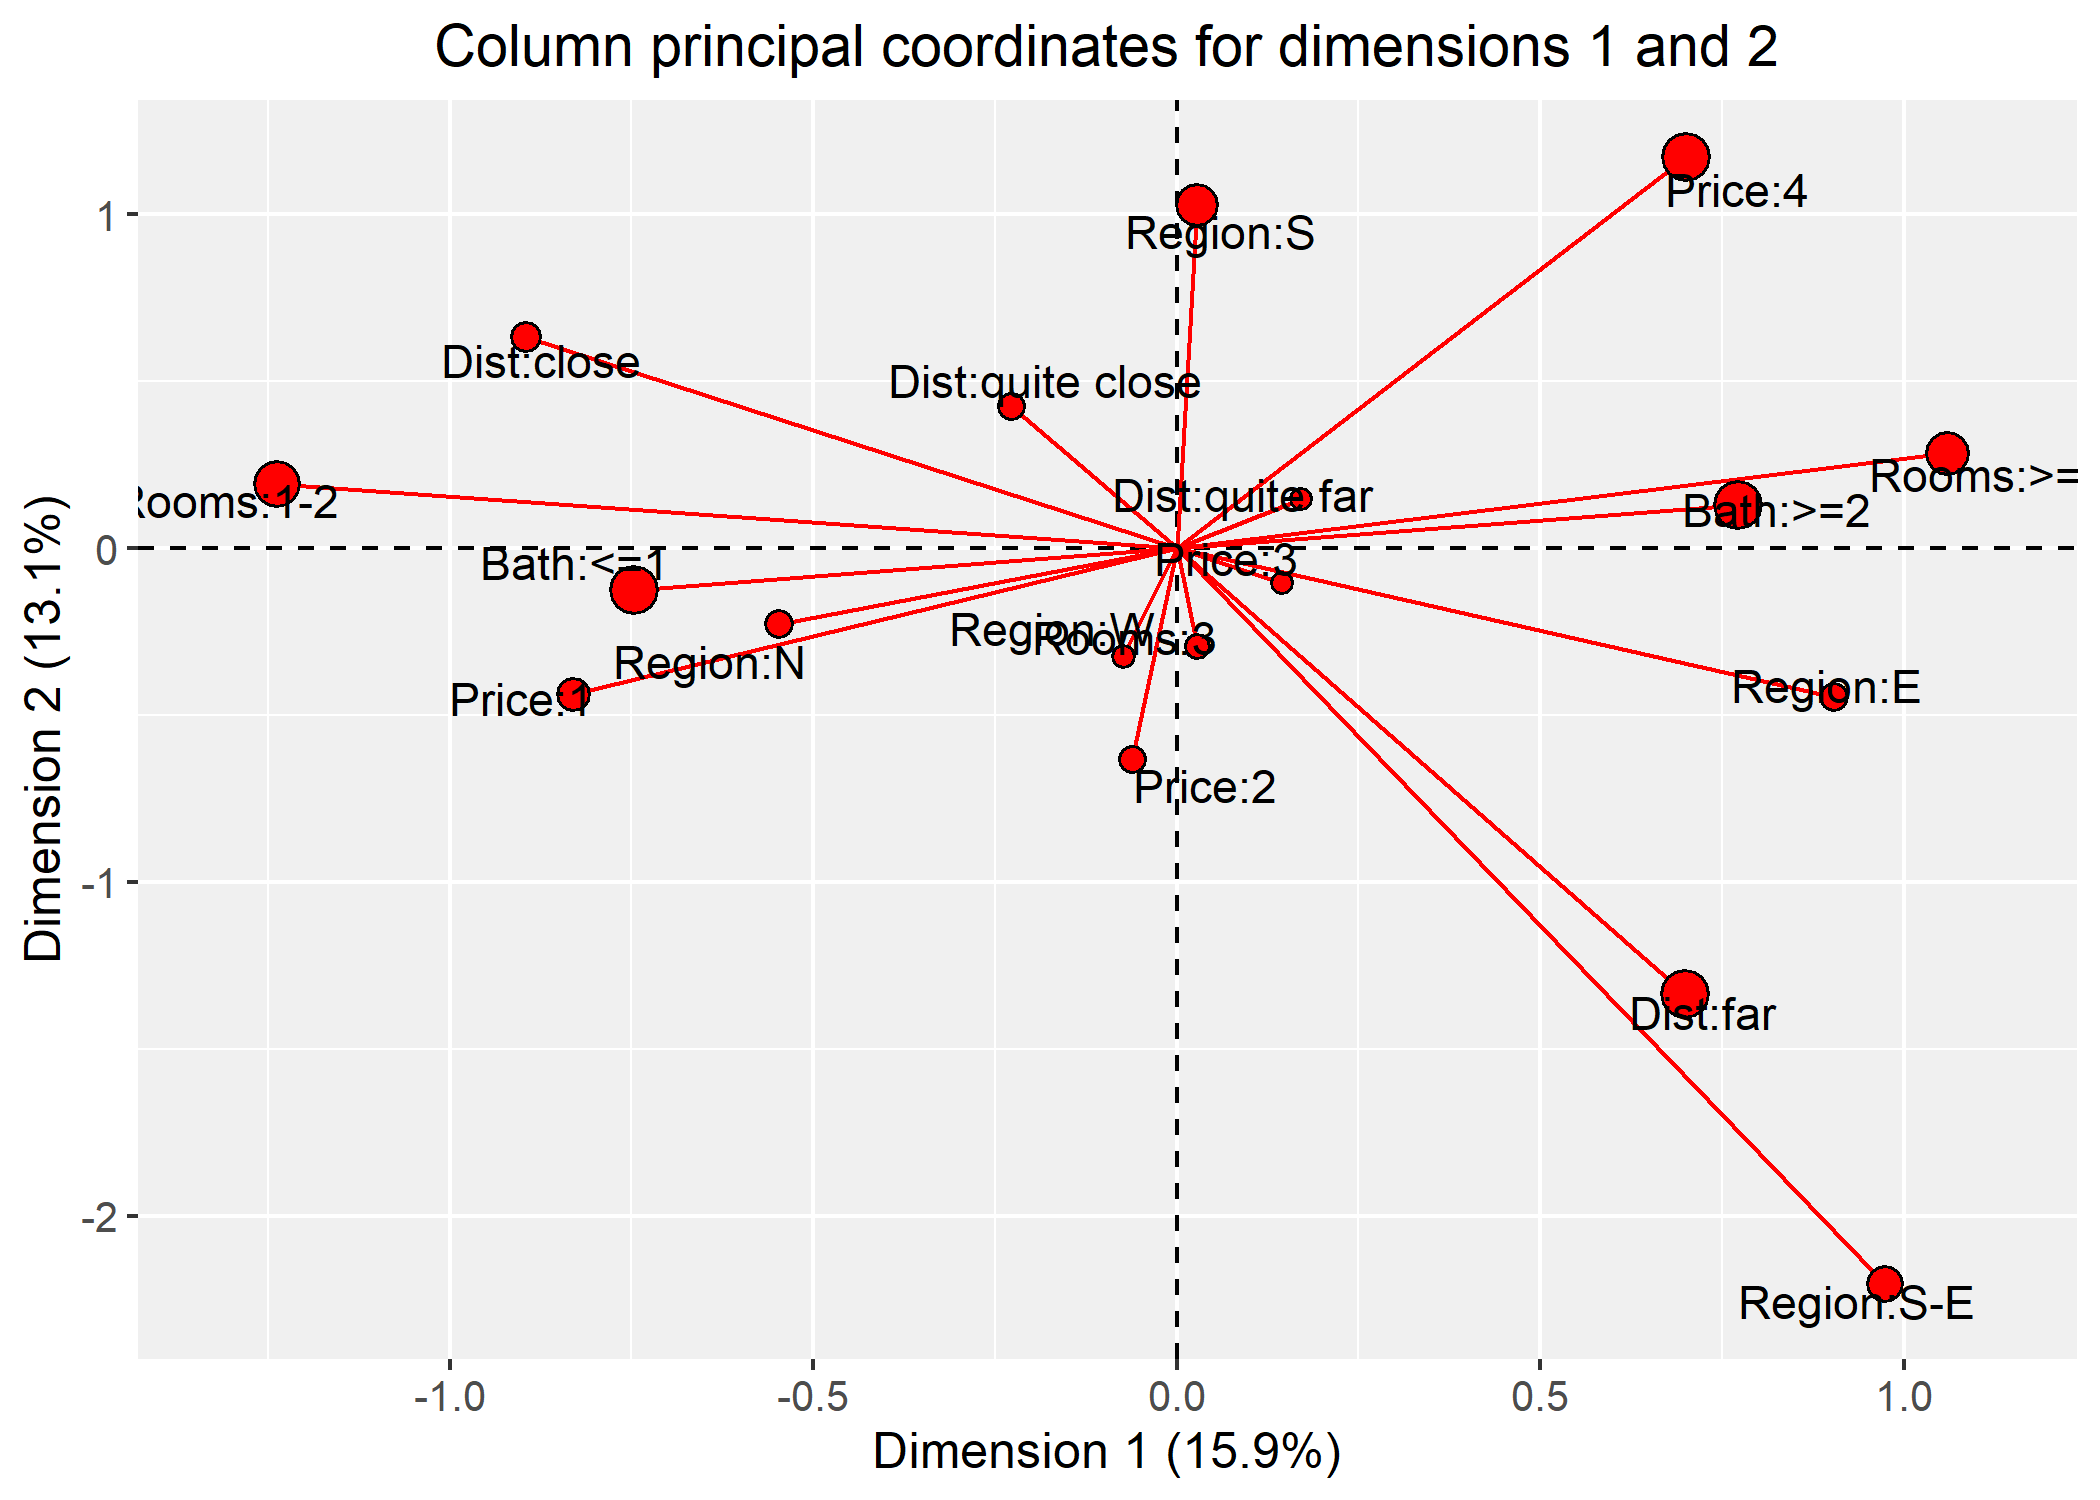 Column principal coordinates for dimensions 1 and 2
Price:4
Region:S
1
Dist:close
Dist:quite close
Rooms:>=
Dist:quite far
Rooms:1-2
Bath:>=2
0
Price:3
Bath:<=1
Region:W
Rooms:3
Region:N
Region:E
Price:1
Price:2
-1
Dist:far
-2
Region:S-E
-1.0
-0.5
0.0
0.5
1.0
Dimension 1 (15.9%)
Dimension 2 (13.1%)